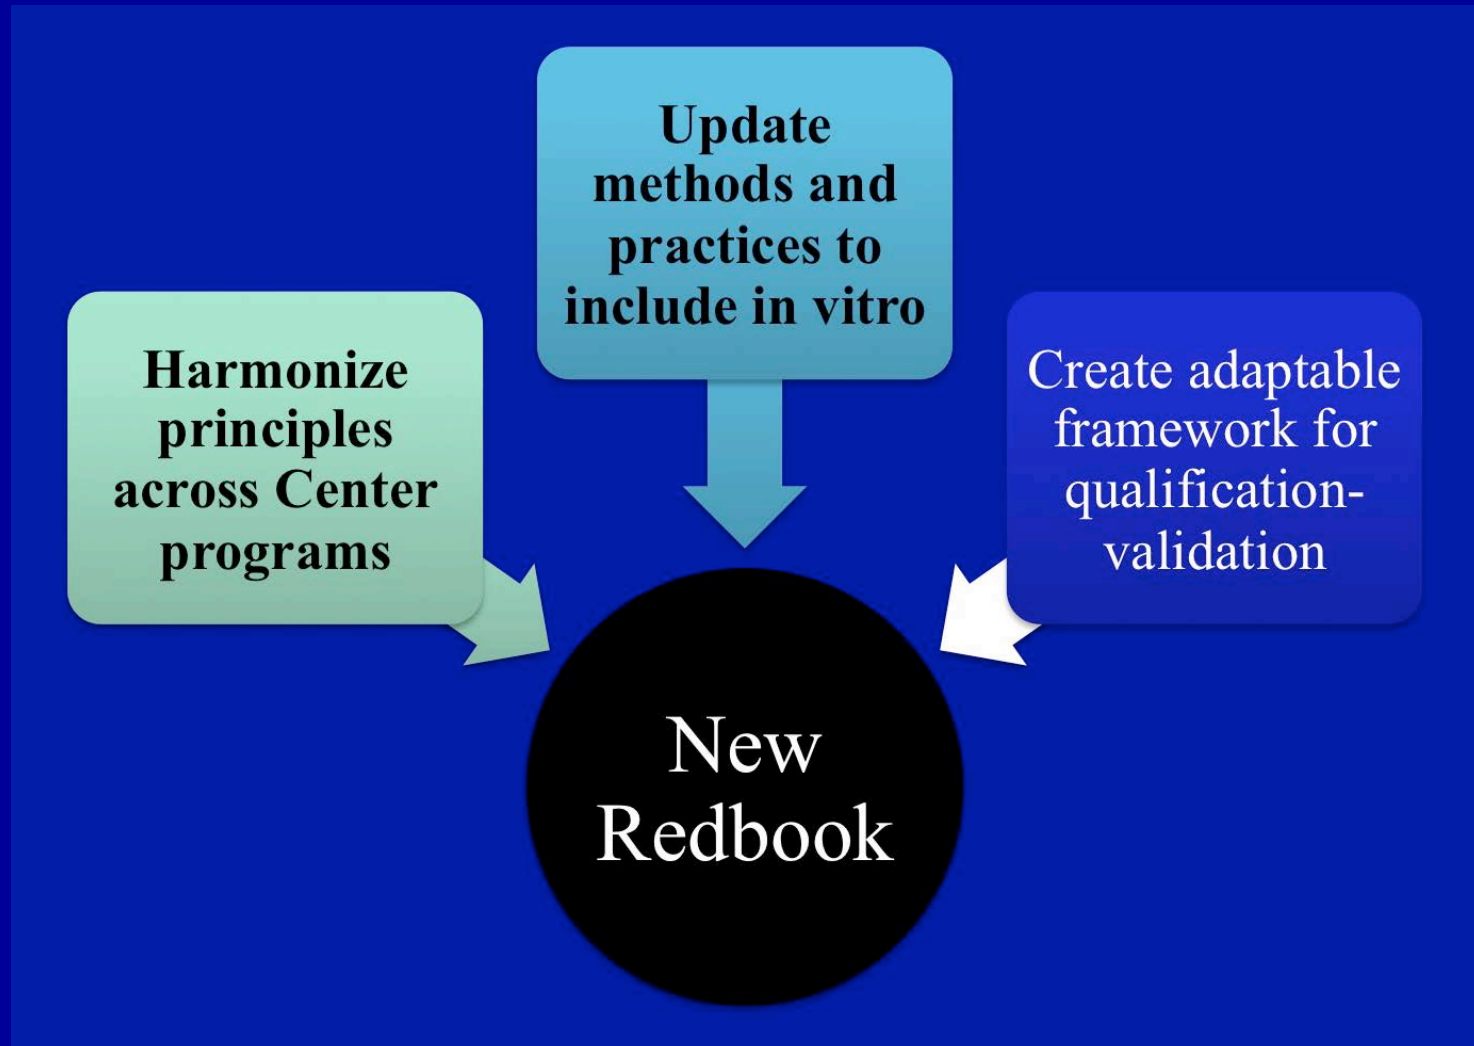 Update
methods and
practices to
include in vitro
Harmonize
principles
across Center
programs
Create adaptable
framework for
qualification-
validation
New
Redbook